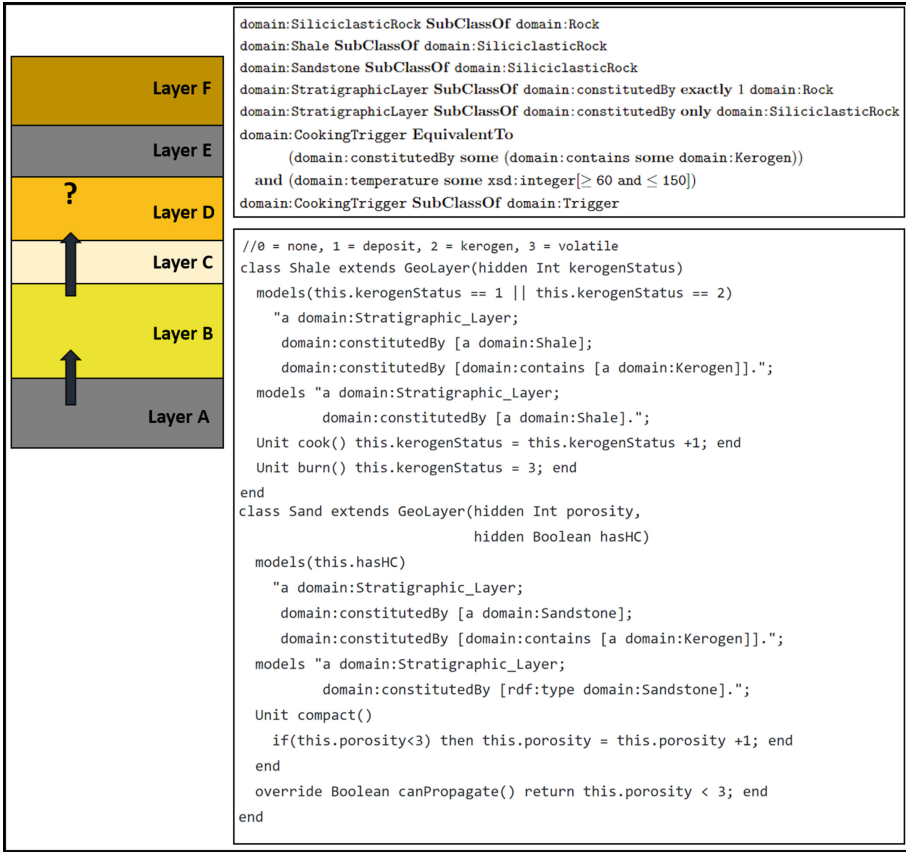 Layer F
Layer E
?
Layer D
Layer C
Layer B
Layer A
domain:SiliciclasticRock SubClassOf domain:Rock
domain:Shale SubClassOf domain:SiliciclasticRock
domain:Sandstone SubClassOf domain:SiliciclasticRock
domain:StratigraphicLayer SubClassOf domain:constitutedBy exactly 1 domain:Rock
domain:StratigraphicLayer SubClassOf domain:constitutedBy only domain:SiliciclasticRock
domain:CookingTrigger EquivalentTo
(domain:constitutedBy some (domain:contains some domain:Kerogen))
and (domain:temperature some xsd:integer[≥ 60 and ≤ 150])
domain:CookingTrigger SubClassOf domain:Trigger
//0 = none, 1 = deposit, 2 = kerogen, 3 = volatile
class Shale extends GeoLayer(hidden Int kerogenStatus)
models(this.kerogenStatus == 1 || this.kerogenStatus == 2)
"a domain:Stratigraphic_Layer;
domain:constitutedBy [a domain:Shale];
domain:constitutedBy [domain:contains [a domain:Kerogen]].";
models "a domain:Stratigraphic_Layer;
domain:constitutedBy [a domain:Shale].";
Unit cook() this.kerogenStatus = this.kerogenStatus +1; end
Unit burn() this.kerogenStatus = 3; end
end
class Sand extends GeoLayer(hidden Int porosity,
hidden Boolean hasHC)
models(this.hasHC)
"a domain:Stratigraphic_Layer;
domain:constitutedBy [a domain:Sandstone];
domain:constitutedBy [domain:contains [a domain:Kerogen]].";
models "a domain:Stratigraphic_Layer;
domain:constitutedBy [rdf:type domain:Sandstone].";
Unit compact()
if(this.porosity<3) then this.porosity = this.porosity +1; end
end
override Boolean canPropagate() return this.porosity < 3; end
end